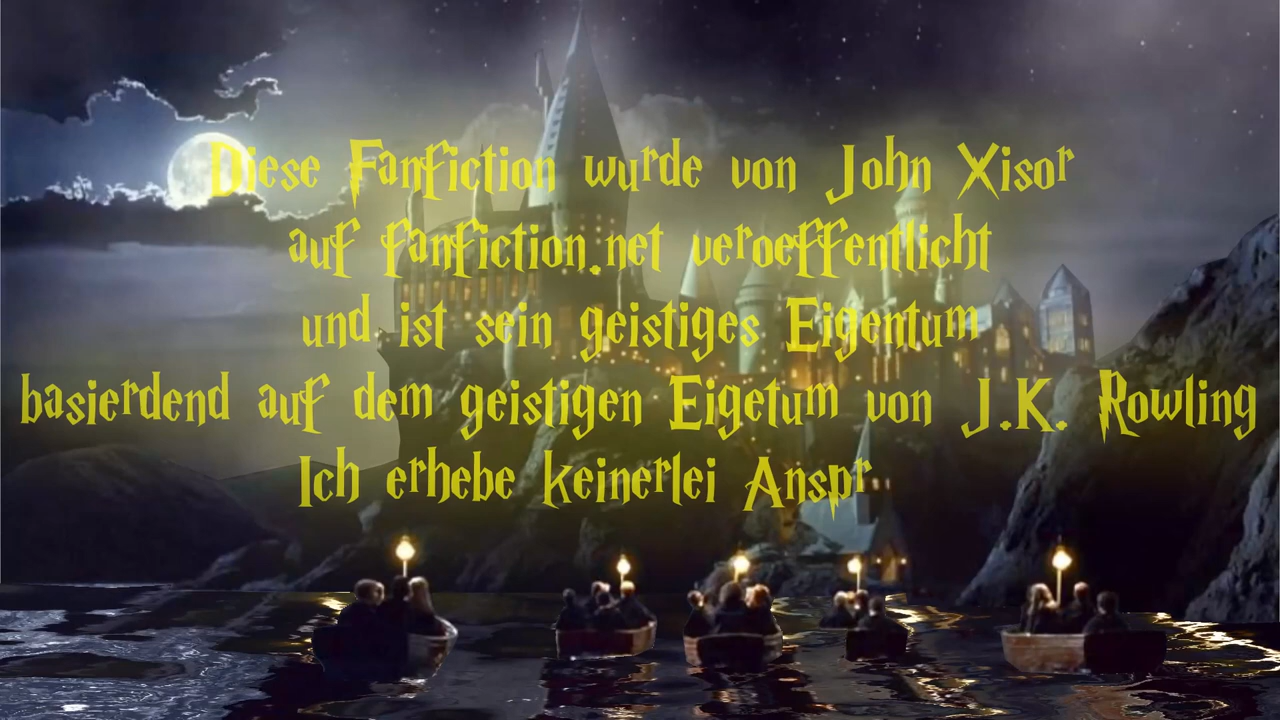 Diese Fanfiction wurde von John Xisor
auf fanfiction.net veroeffentlicht
und ist sein geistiges Eigentum
basierdend auf dem geistigen Eigetum von J.K. Rowling
Ich erhebe keinerlei Anspr